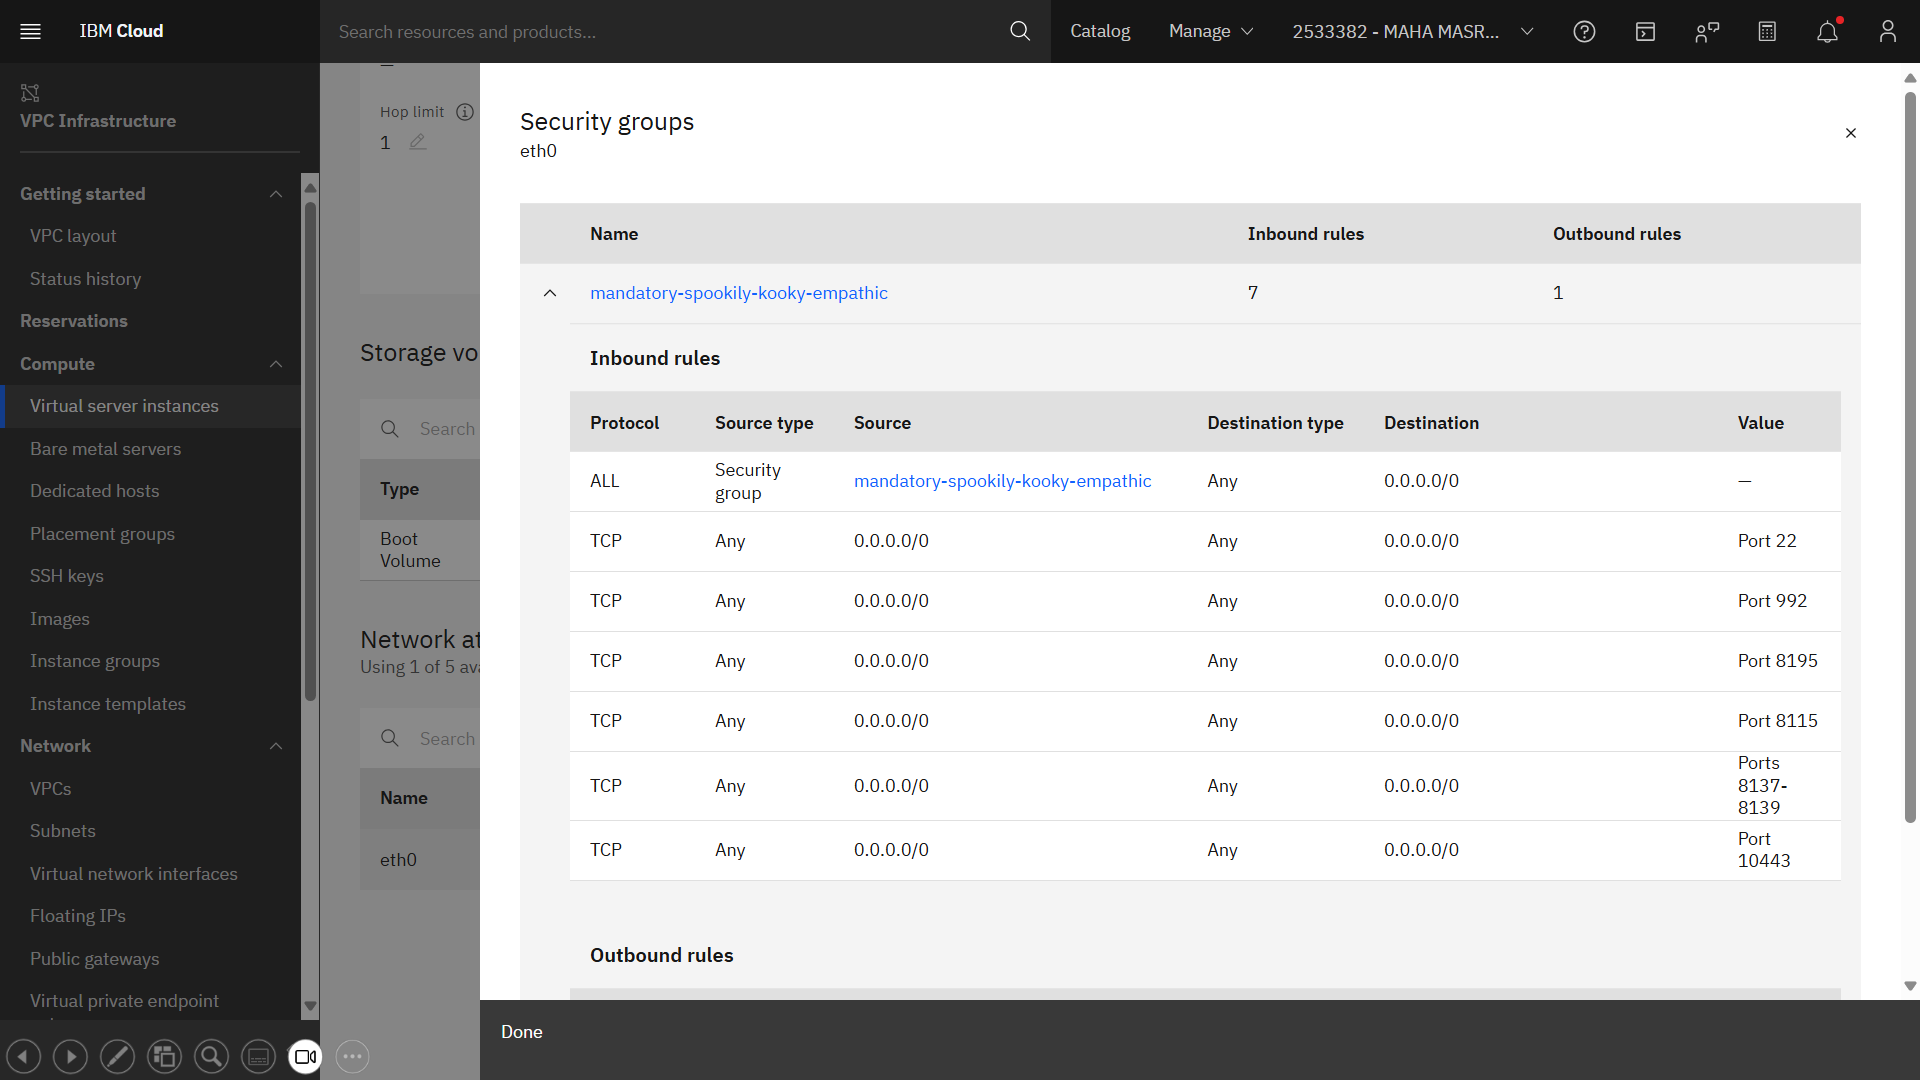 IBM Cloud
Search resources and products...
Catalog
Manage
2533382 - MAHA MASR...
VPC Infrastructure
Getting started
VPC layout
Status history
Reservations
Compute
Virtual server instances
Bare metal servers
Dedicated hosts
Placement groups
SSH keys
Images
Instance groups
Instance templates
Network
VPCs
Subnets
Virtual network interfaces
Floating IPs
Public gateways
Virtual private endpoint
Hop limit
1
Storage vo
Search
Type
Boot
Volume
Network at
Using 1 of 5 ava
Search
Name
eth0
Security groups
eth0
Name Inbound rules Outbound rules
mandatory-spookily-kooky-empathic 7 1
Inbound rules
Protocol Source type Source Destination type Destination Value
ALL Security group mandatory-spookily-kooky-empathic Any 0.0.0.0/0 —
TCP Any 0.0.0.0/0 Any 0.0.0.0/0 Port 22
TCP Any 0.0.0.0/0 Any 0.0.0.0/0 Port 992
TCP Any 0.0.0.0/0 Any 0.0.0.0/0 Port 8195
TCP Any 0.0.0.0/0 Any 0.0.0.0/0 Port 8115
TCP Any 0.0.0.0/0 Any 0.0.0.0/0 Ports 8137-8139
TCP Any 0.0.0.0/0 Any 0.0.0.0/0 Port 10443
Outbound rules
Done